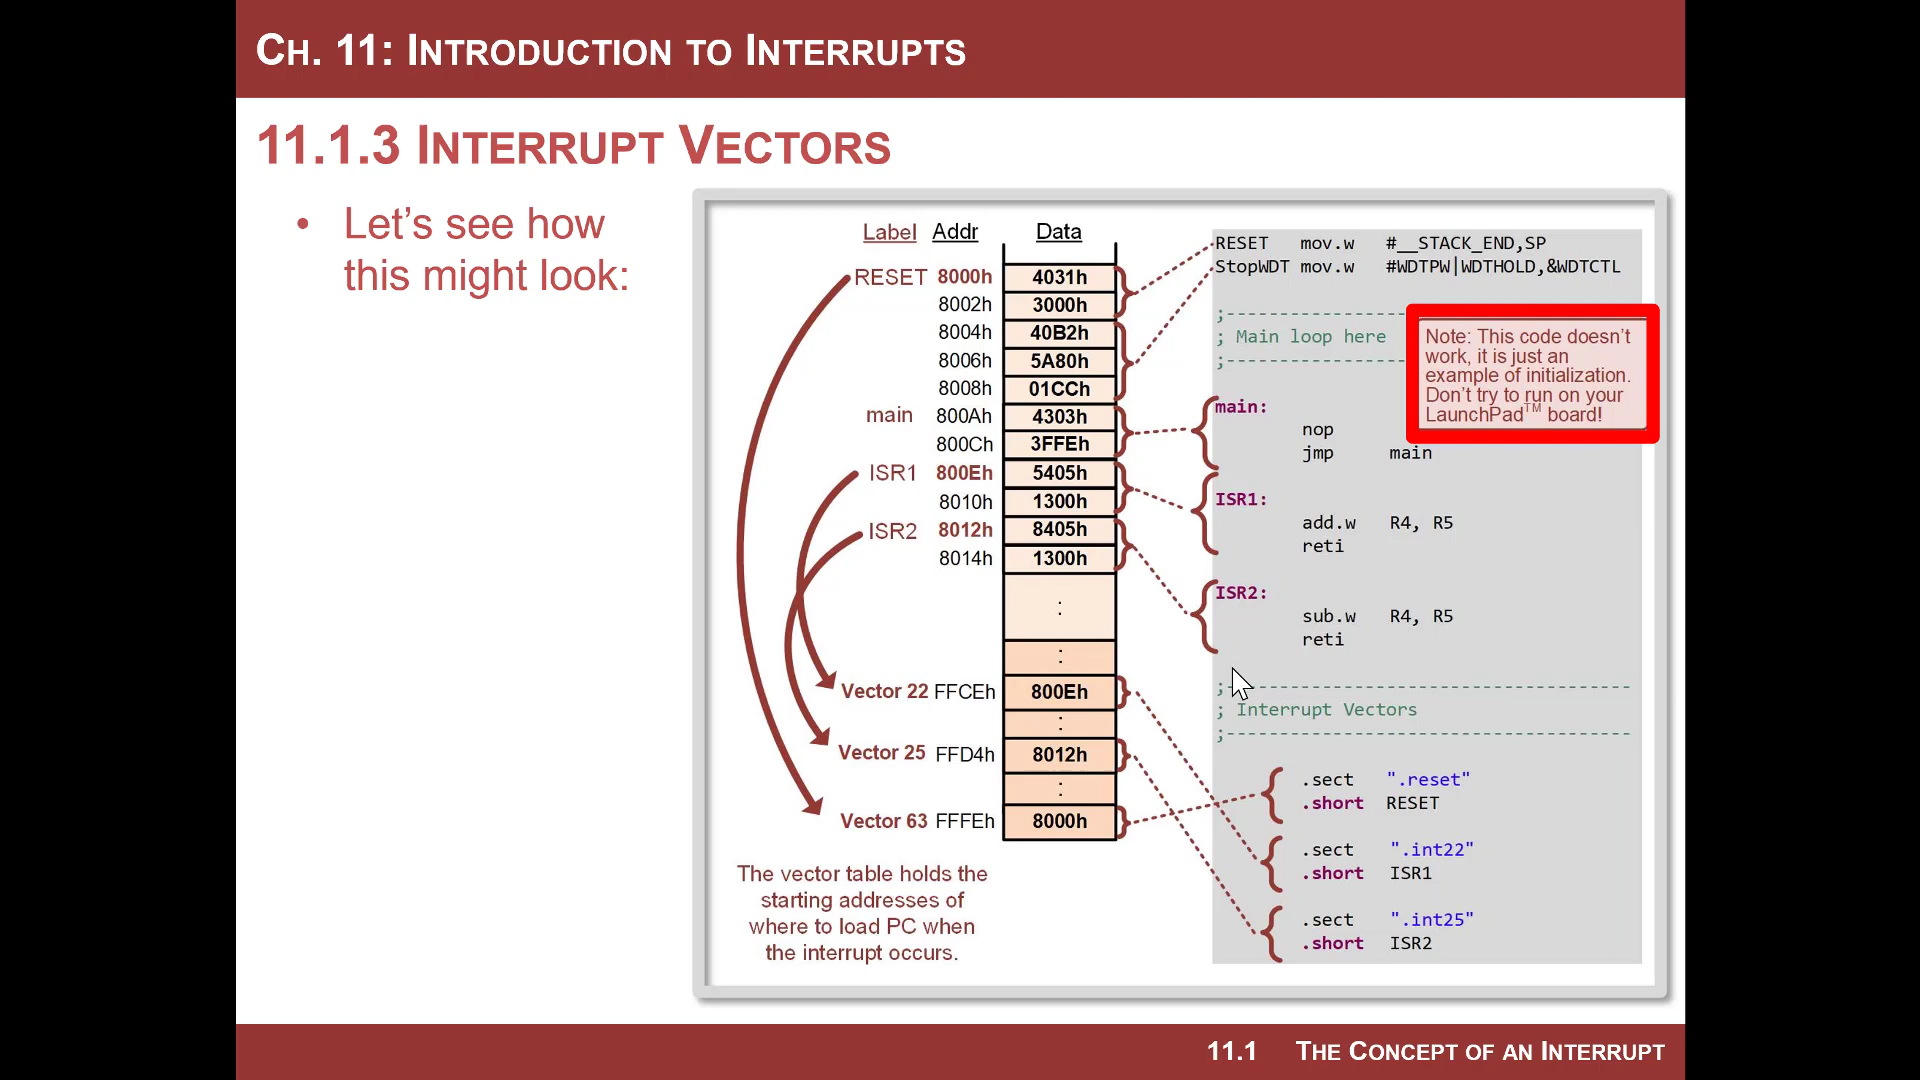 CH. 11: INTRODUCTION TO INTERRUPTS
11.1.3 INTERRUPT VECTORS
• Let's see how
this might look:
Label Addr Data
RESET 8000h 4031h
8002h 3000h
8004h 40B2h
8006h 5A80h
8008h 01CCh
main 800Ah 4303h
800Ch 3FFEh
ISR1 800Eh 5405h
8010h 1300h
ISR2 8012h 8405h
8014h 1300h
:
:
Vector 22 FFCEh 800Eh
:
Vector 25 FFD4h 8012h
:
Vector 63 FFFEh 8000h
The vector table holds the
starting addresses of
where to load PC when
the interrupt occurs.
RESET mov.w #__STACK_END,SP
StopWDT mov.w #WDTPW|WDTHOLD,&WDTCTL
;--------------------
; Main loop here
;--------------------
Note: This code doesn't
work, it is just an
example of initialization.
Don't try to run on your
LaunchPad™ board!
main:
nop
jmp main
ISR1:
add.w R4, R5
reti
ISR2:
sub.w R4, R5
reti
;----------------------------------------
; Interrupt Vectors
;----------------------------------------
.sect ".reset"
.short RESET
.sect ".int22"
.short ISR1
.sect ".int25"
.short ISR2
11.1 THE CONCEPT OF AN INTERRUPT